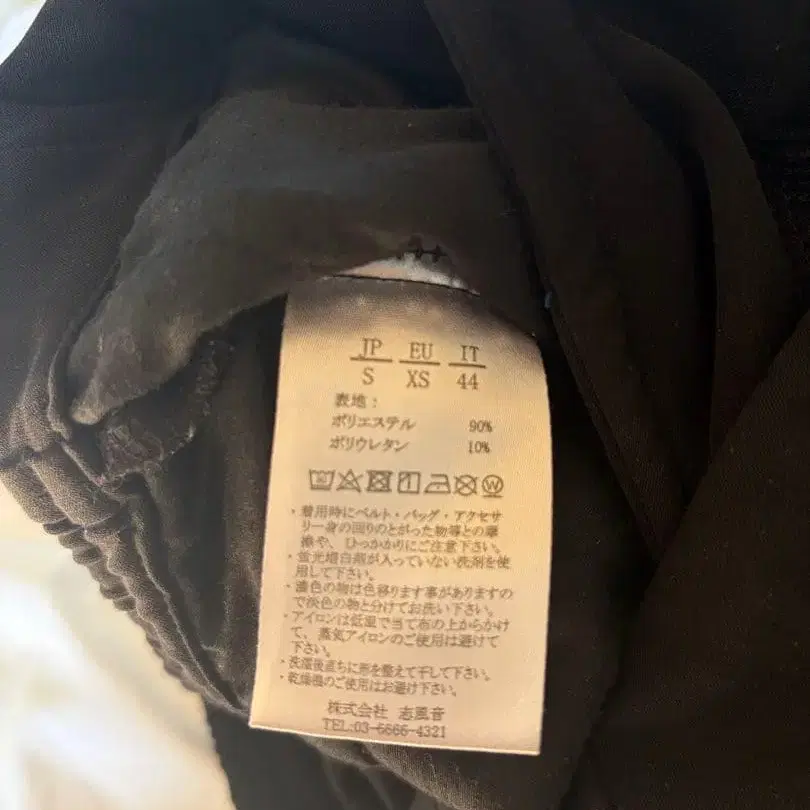 JP EU IT
S XS 44
表地：
ポリエステル 90%
ポリウレタン 10%
・着用時にベルト・バッグ・アクセサ
リー身の回りのとがった物等との摩
擦や、ひっかかりにご注意下さい。
・蛍光増白剤が入っていない洗剤を使
用して下さい。
・濃色の物は色移ります事がありますの
で淡色の物と分けてお洗い下さい。
・アイロンは低温で当て布の上からかけ
て、蒸気アイロンのご使用は避けて
下さい。
・洗濯後直ちに形を整えて干して下さい。
・乾燥機のご使用はお避け下さい。
株式会社 志風音
TEL:03-6666-4321